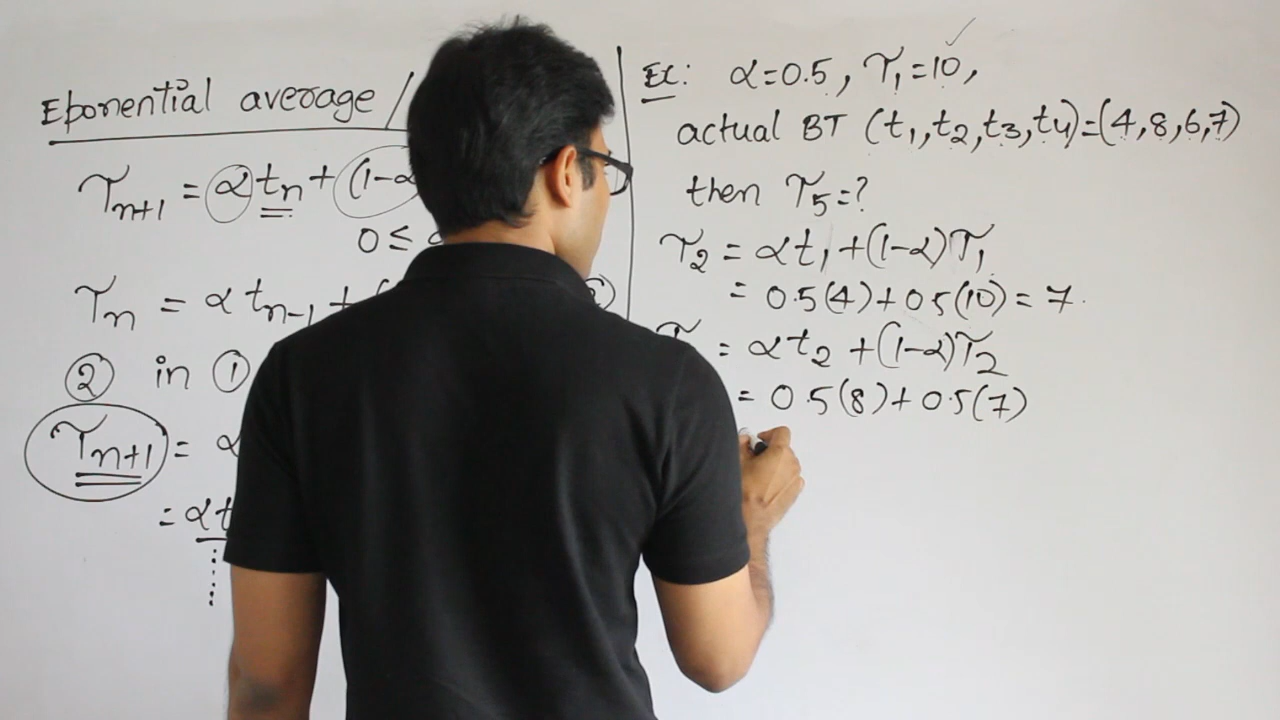 Eponential average /
τn+1 = α tn + (1-α
0 ≤
τn = α tn-1 +
② in ①
τn+1 = α
= αt
Ex: α=0.5, τ1=10,
actual BT (t1,t2,t3,t4)=(4,8,6,7)
then τ5=?
τ2 = αt1+(1-α)τ1
= 0.5(4)+0.5(10) = 7.
τ = αt2 +(1-α)τ2
= 0.5(8)+0.5(7)